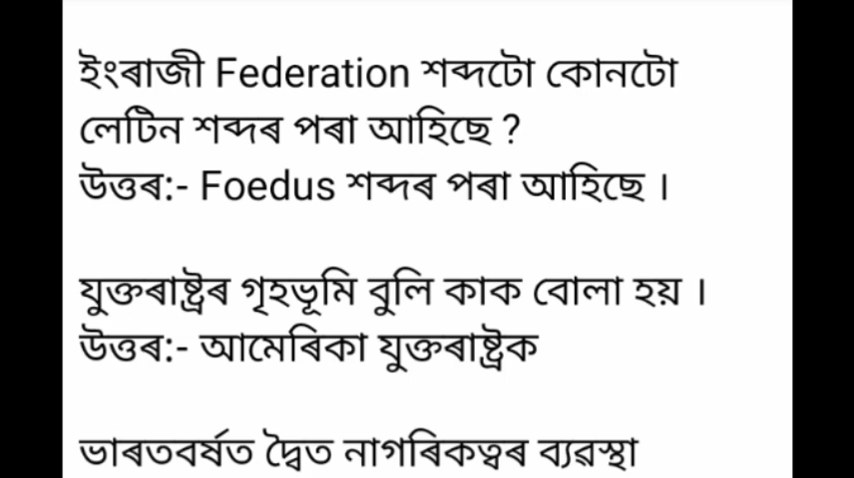 ইংৰাজী Federation শব্দটো কোনটো
লেটিন শব্দৰ পৰা আহিছে ?
উত্তৰ:- Foedus শব্দৰ পৰা আহিছে ।
যুক্তৰাষ্ট্ৰৰ গৃহভূমি বুলি কাক বোলা হয় ।
উত্তৰ:- আমেৰিকা যুক্তৰাষ্ট্ৰক
ভাৰতবৰ্ষত দ্বৈত নাগৰিকত্বৰ ব্যৱস্থা